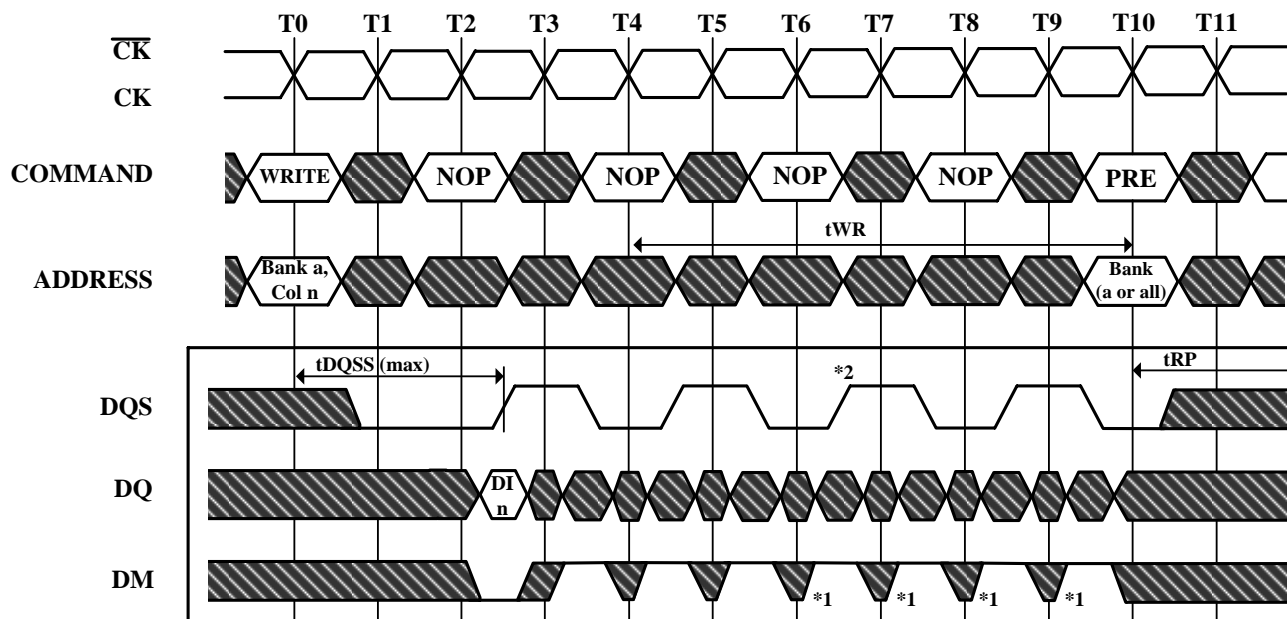 T0 T1 T2 T3 T4 T5 T6 T7 T8 T9 T10 T11
CK
CK
COMMAND WRITE NOP NOP NOP NOP PRE
tWR
ADDRESS Bank a, Bank
Col n (a or all)
tDQSS (max) tRP
*2
DQS
DQ DI
n
DM
*1 *1 *1 *1